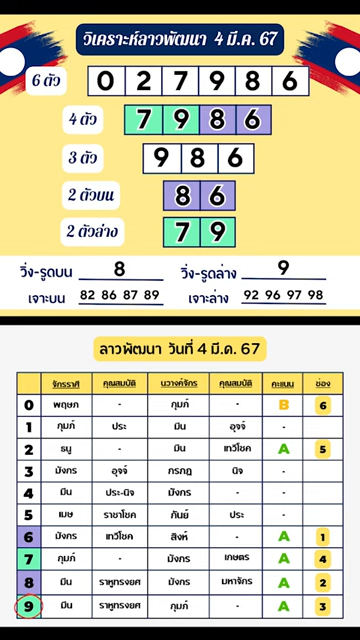 วิเคราะห์ลาวพัฒนา 4 มี.ค. 67
6 ตัว 0 2 7 9 8 6
4 ตัว 7 9 8 6
3 ตัว 9 8 6
2 ตัวบน 8 6
2 ตัวล่าง 7 9
วิ่ง-รูดบน 8 วิ่ง-รูดล่าง 9
เจาะบน 82 86 87 89 เจาะล่าง 92 96 97 98
ลาวพัฒนา วันที่ 4 มี.ค. 67
จักรราศี คุณสมบัติ นวางค์จักร คุณสมบัติ คะแนน ช่อง
0 พฤษภ - กุมภ์ - B 6
1 กุมภ์ ประ มีน อุจจ์ -
2 ธนู - มีน เทวีโชค A 5
3 มังกร อุจจ์ กรกฎ นิจ -
4 มีน ประ-นิจ มังกร - -
5 เมษ ราชาโชค กันย์ ประ -
6 มังกร เทวีโชค สิงห์ - A 1
7 กุมภ์ - มังกร เกษตร A 4
8 มีน ราหูทรงยศ มังกร มหาจักร A 2
9 มีน ราหูทรงยศ กุมภ์ - A 3